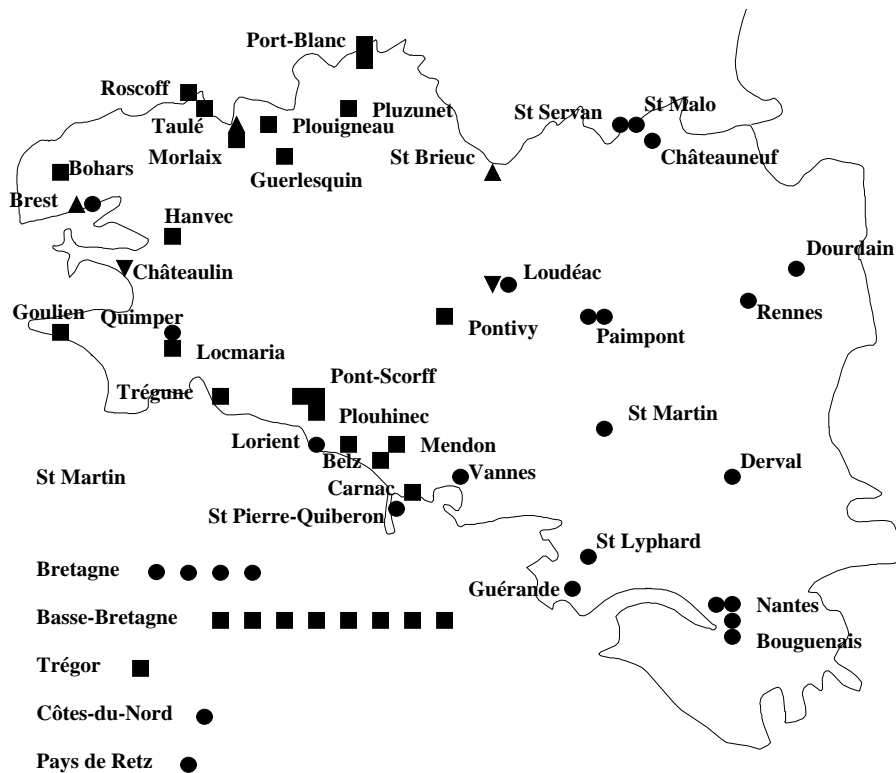 Port-Blanc
Roscoff
Taulé
Plouigneau
Pluzunet
St Servan
St Malo
Morlaix
Châteauneuf
Bohars
Guerlesquin
St Brieuc
Brest
Hanvec
Dourdain
Châteaulin
Loudéac
Rennes
Goulien
Quimper
Pontivy
Paimpont
Locmaria
Pont-Scorff
Trégunc
Plouhinec
St Martin
Lorient
Mendon
Belz
Vannes
Derval
St Martin
Carnac
St Pierre-Quiberon
St Lyphard
Bretagne
Guérande
Nantes
Basse-Bretagne
Bouguenais
Trégor
Côtes-du-Nord
Pays de Retz